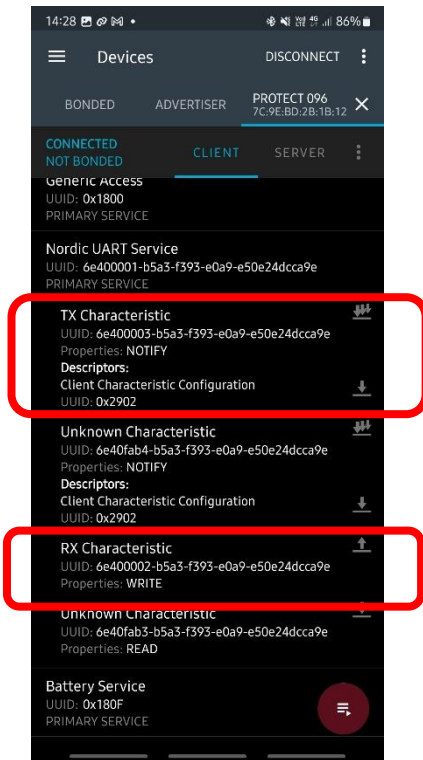 14:28
86%
Devices
DISCONNECT
BONDED
ADVERTISER
PROTECT 096
7C:9E:BD:2B:1B:12
CONNECTED
NOT BONDED
CLIENT
SERVER
Generic Access
UUID: 0x1800
PRIMARY SERVICE
Nordic UART Service
UUID: 6e400001-b5a3-f393-e0a9-e50e24dcca9e
PRIMARY SERVICE
TX Characteristic
UUID: 6e400003-b5a3-f393-e0a9-e50e24dcca9e
Properties: NOTIFY
Descriptors:
Client Characteristic Configuration
UUID: 0x2902
Unknown Characteristic
UUID: 6e40fab4-b5a3-f393-e0a9-e50e24dcca9e
Properties: NOTIFY
Descriptors:
Client Characteristic Configuration
UUID: 0x2902
RX Characteristic
UUID: 6e400002-b5a3-f393-e0a9-e50e24dcca9e
Properties: WRITE
Unknown Characteristic
UUID: 6e40fab3-b5a3-f393-e0a9-e50e24dcca9e
Properties: READ
Battery Service
UUID: 0x180F
PRIMARY SERVICE